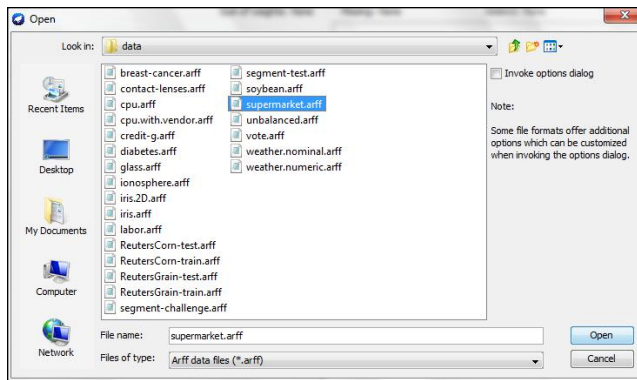 Open
Look in:
data
Recent Items
Desktop
My Documents
Computer
Network
breast-cancer.arff
contact-lenses.arff
cpu.arff
cpu.with.vendor.arff
credit-g.arff
diabetes.arff
glass.arff
ionosphere.arff
iris.2D.arff
iris.arff
labor.arff
ReutersCorn-test.arff
ReutersCorn-train.arff
ReutersGrain-test.arff
ReutersGrain-train.arff
segment-challenge.arff
segment-test.arff
soybean.arff
supermarket.arff
unbalanced.arff
vote.arff
weather.nominal.arff
weather.numeric.arff
Invoke options dialog
Note:
Some file formats offer additional
options which can be customized
when invoking the options dialog.
File name:
supermarket.arff
Open
Files of type:
Arff data files (*.arff)
Cancel